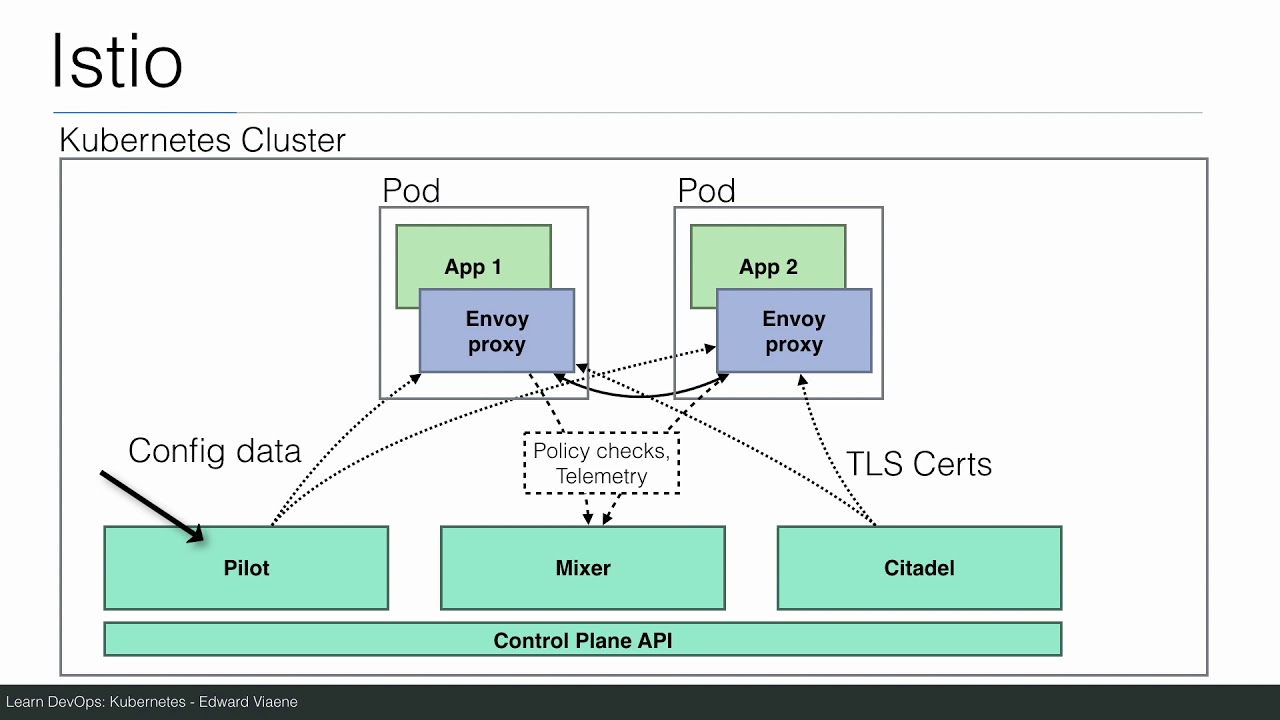 Istio
Kubernetes Cluster
Pod
Pod
App 1
App 2
Envoy
proxy
Envoy
proxy
Config data
Policy checks,
Telemetry
TLS Certs
Pilot
Mixer
Citadel
Control Plane API
Learn DevOps: Kubernetes - Edward Viaene